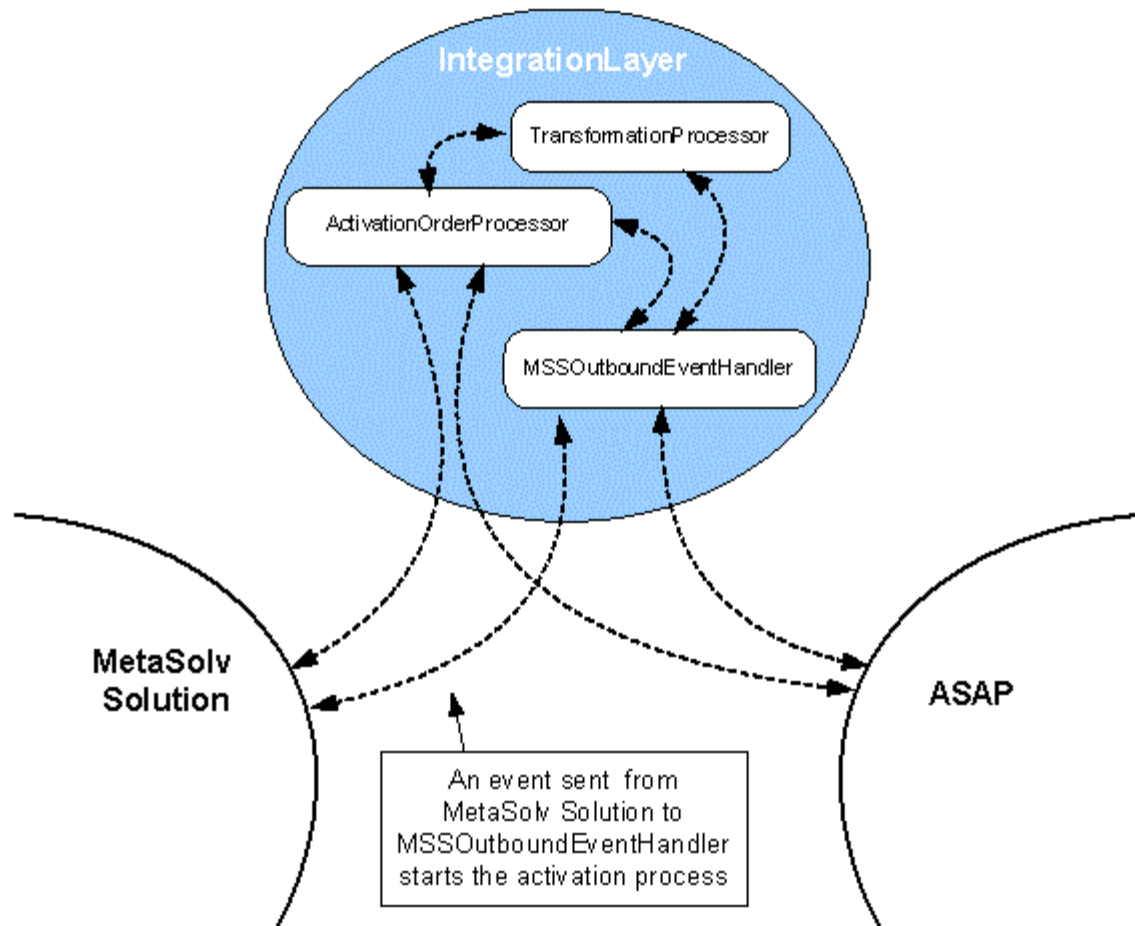 IntegrationLayer
TransformationProcessor
ActivationOrderProcessor
MSSOutboundEventHandler
MetaSolv
Solution
ASAP
An event sent from
MetaSolv Solution to
MSSOutboundEventHandler
starts the activation process